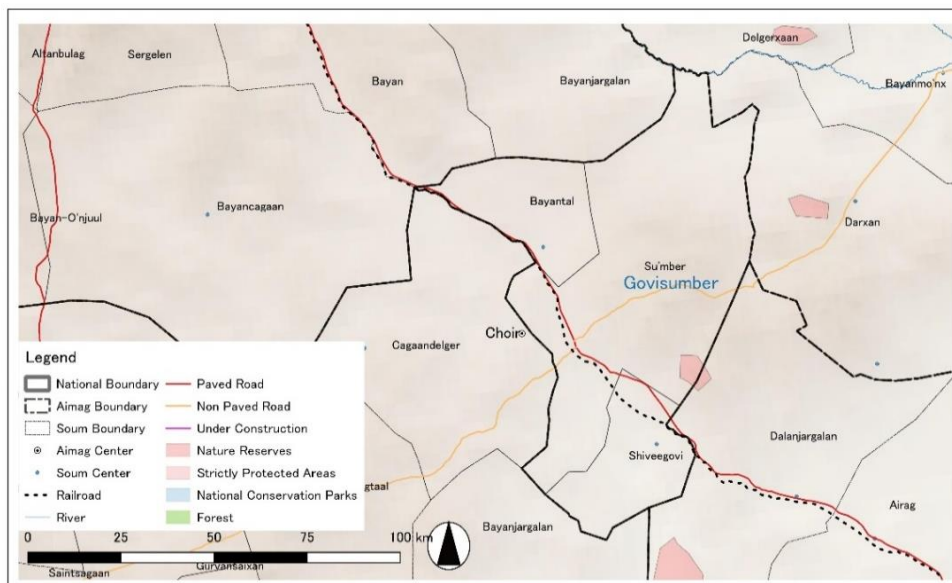 Delgerxaan
Altanbulag
Sergelen
Bayan
Bayanjargalan
Bayanmo'nx
Bayancagaan
Bayantal
Bayan-O'njuul
Darxan
Su'mber
Govisumber
Choir
Cagaandelger
Legend
National Boundary
Aimag Boundary
Soum Boundary
Aimag Center
Soum Center
Railroad
River
Paved Road
Non Paved Road
Under Construction
Nature Reserves
Strictly Protected Areas
National Conservation Parks
Forest
0 25 50 75 100 km
gtaal
Dalanjargalan
Shiveegovi
Airag
Bayanjargalan
Saintsagaan
Gurvansaixan